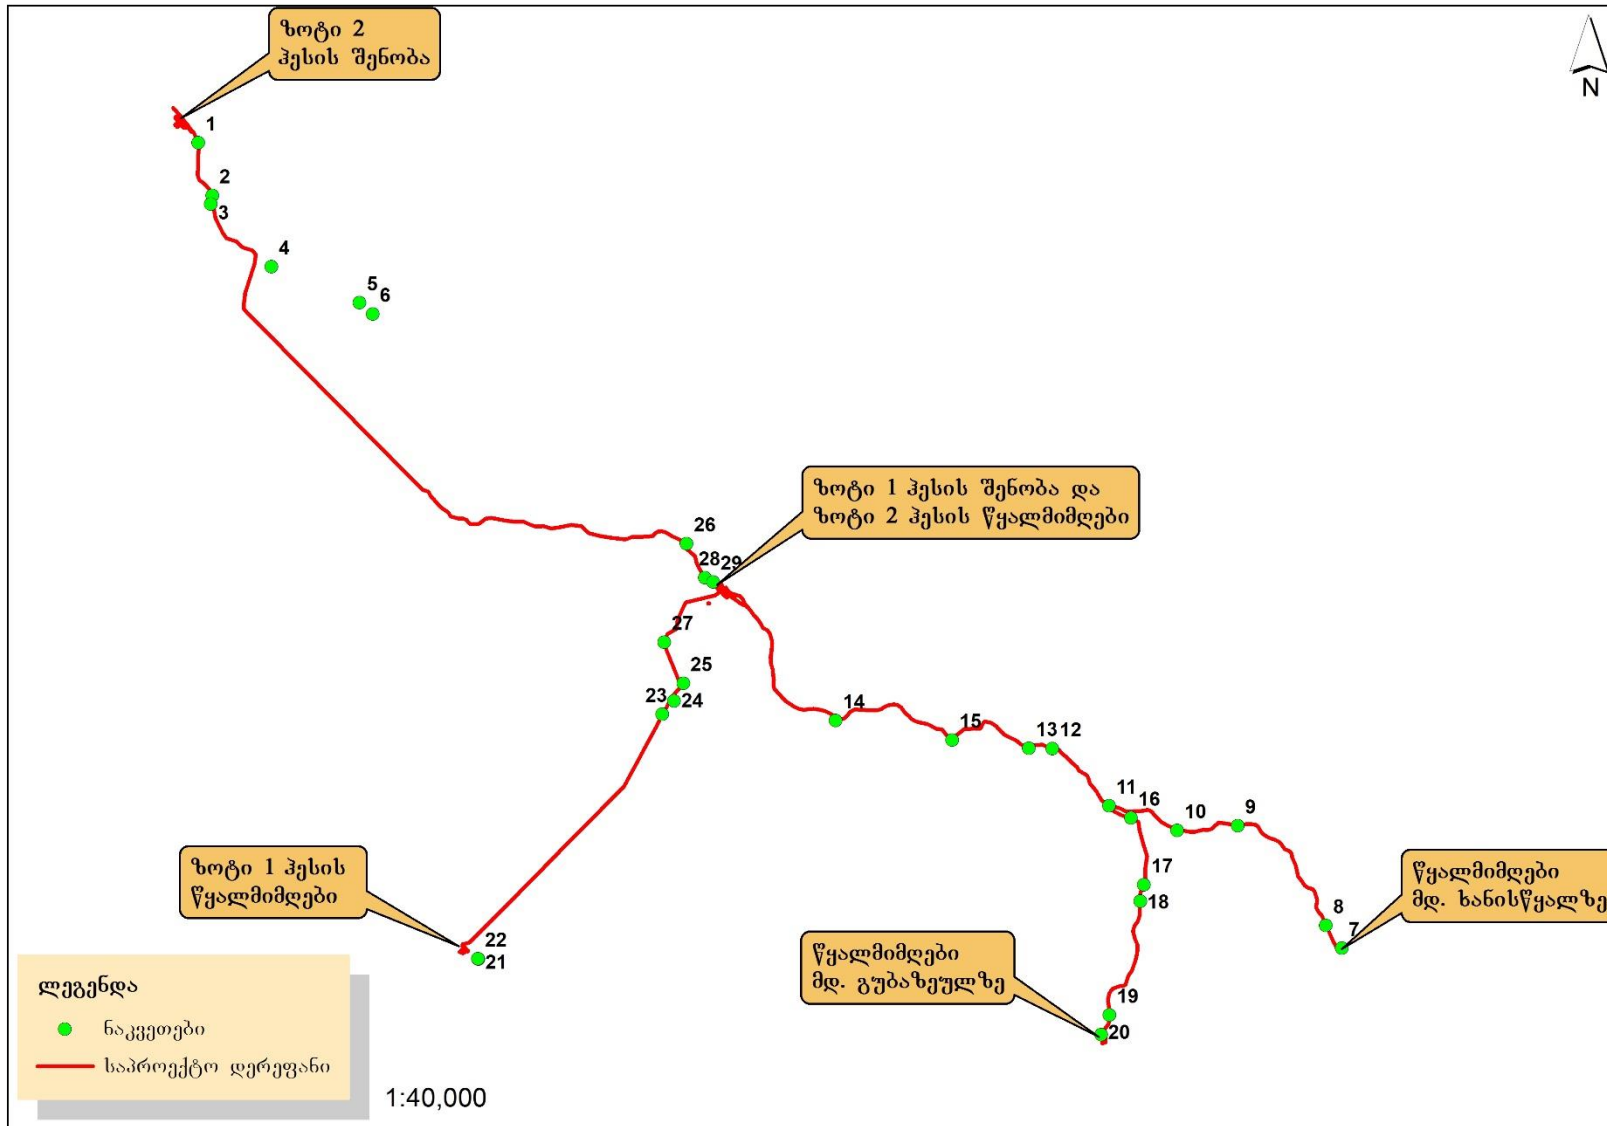 ზოტი 2
ჰესის შენობა
N
1
2
3
4
5
6
ზოტი 1 ჰესის შენობა და
ზოტი 2 ჰესის წყალმიმღები
26
28
29
27
25
23
24
14
15
13
12
11
16
10
9
17
18
8
7
19
20
წყალმიმღები
მდ. ხანისწყალზე
ზოტი 1 ჰესის
წყალმიმღები
22
21
წყალმიმღები
მდ. გუბაზეულზე
ლეგენდა
ნაკვეთები
საპროექტო დერეფანი
1:40,000